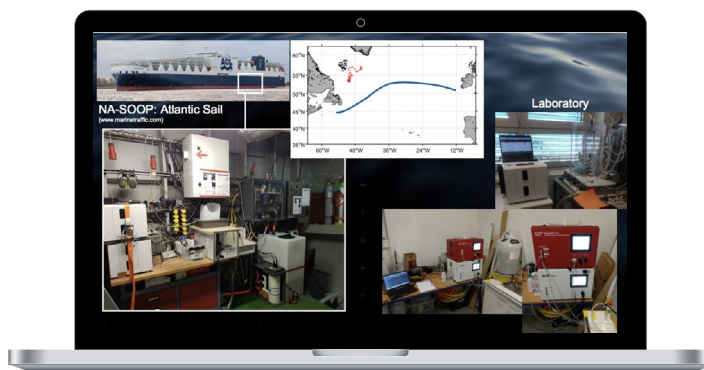 ACL
NA-SOOP: Atlantic Sail
(www.marinetraffic.com)
60°N
55°N
50°N
45°N
40°N
35°N
60°W
48°W
36°W
24°W
12°W
Laboratory